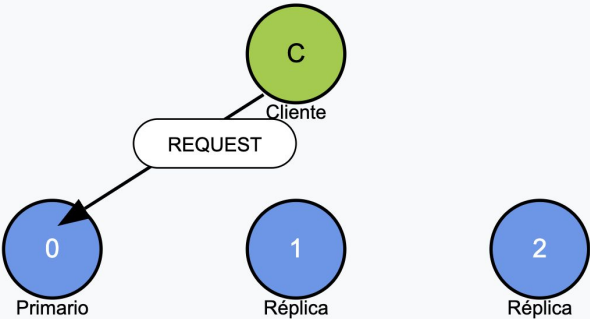 C
Cliente
REQUEST
0
1
2
Primario
Réplica
Réplica